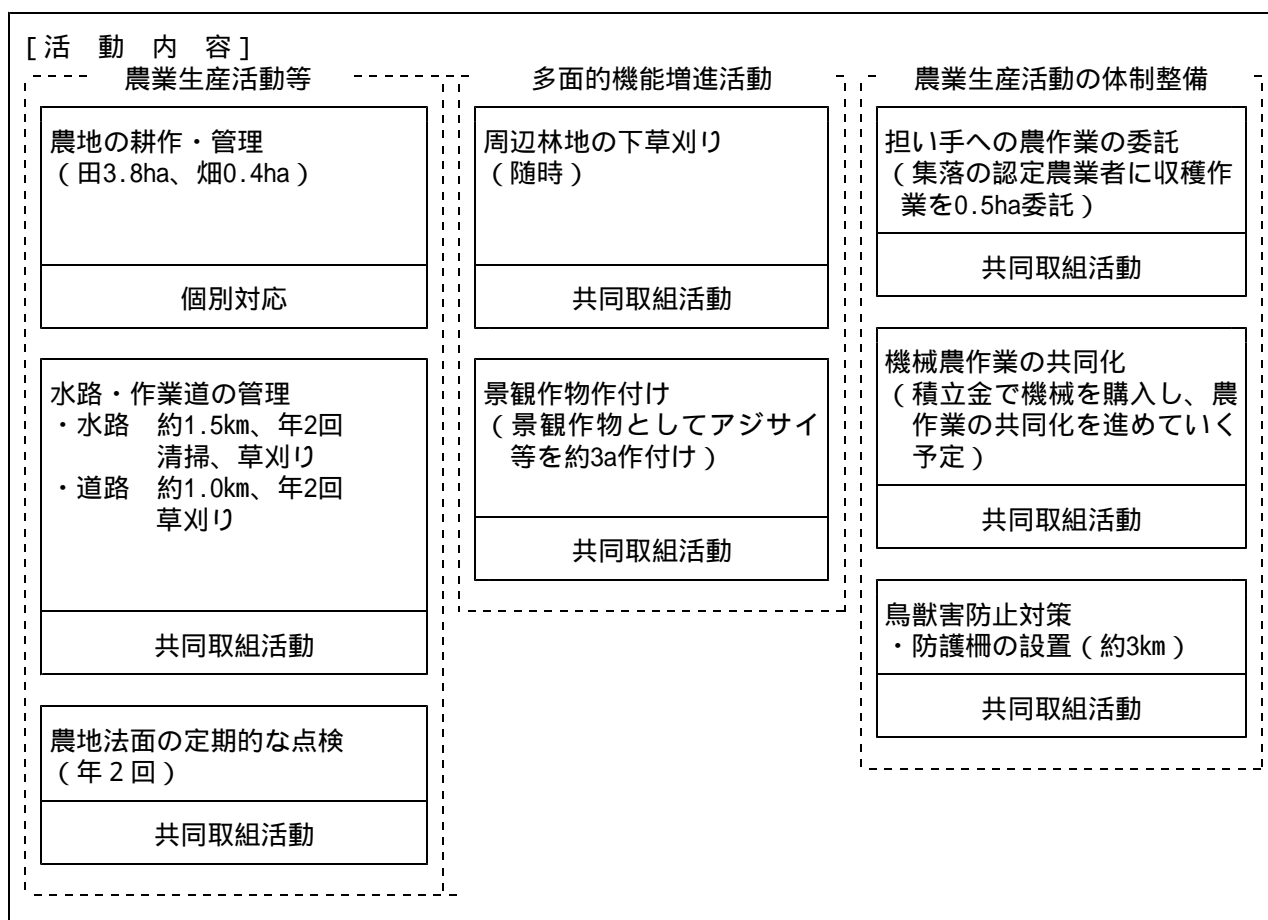 [活 動 内 容]
農業生産活動等
農地の耕作・管理
(田3.8ha、畑0.4ha)
個別対応
水路・作業道の管理
・水路 約1.5㎞、年2回
清掃、草刈り
・道路 約1.0㎞、年2回
草刈り
共同取組活動
農地法面の定期的な点検
(年2回)
共同取組活動
多面的機能増進活動
周辺林地の下草刈り
(随時)
共同取組活動
景観作物作付け
(景観作物としてアジサイ
等を約3a作付け)
共同取組活動
農業生産活動の体制整備
担い手への農作業の委託
(集落の認定農業者に収穫作
業を0.5ha委託)
共同取組活動
機械農作業の共同化
(積立金で機械を購入し、農
作業の共同化を進めていく
予定)
共同取組活動
鳥獣害防止対策
・防護柵の設置(約3㎞)
共同取組活動